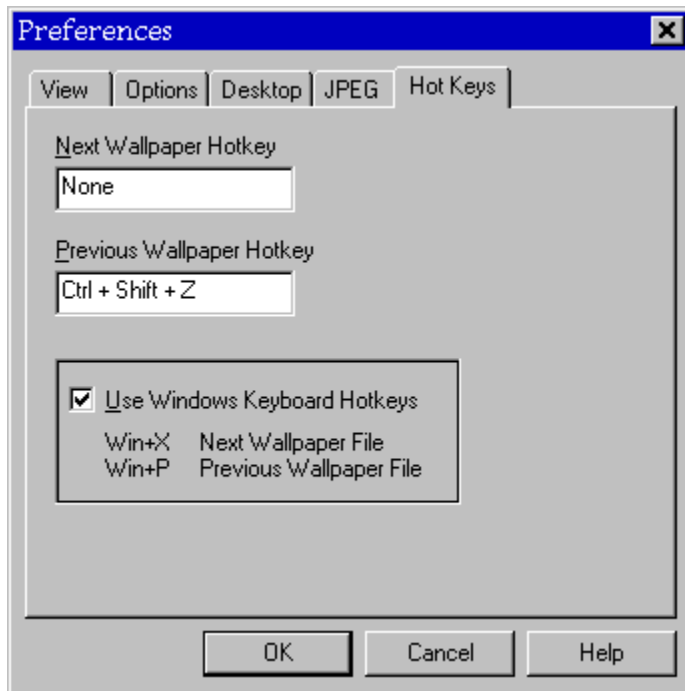 Preferences
View Options Desktop JPEG Hot Keys
Next Wallpaper Hotkey
None
Previous Wallpaper Hotkey
Ctrl + Shift + Z
Use Windows Keyboard Hotkeys
Win+X Next Wallpaper File
Win+P Previous Wallpaper File
OK Cancel Help